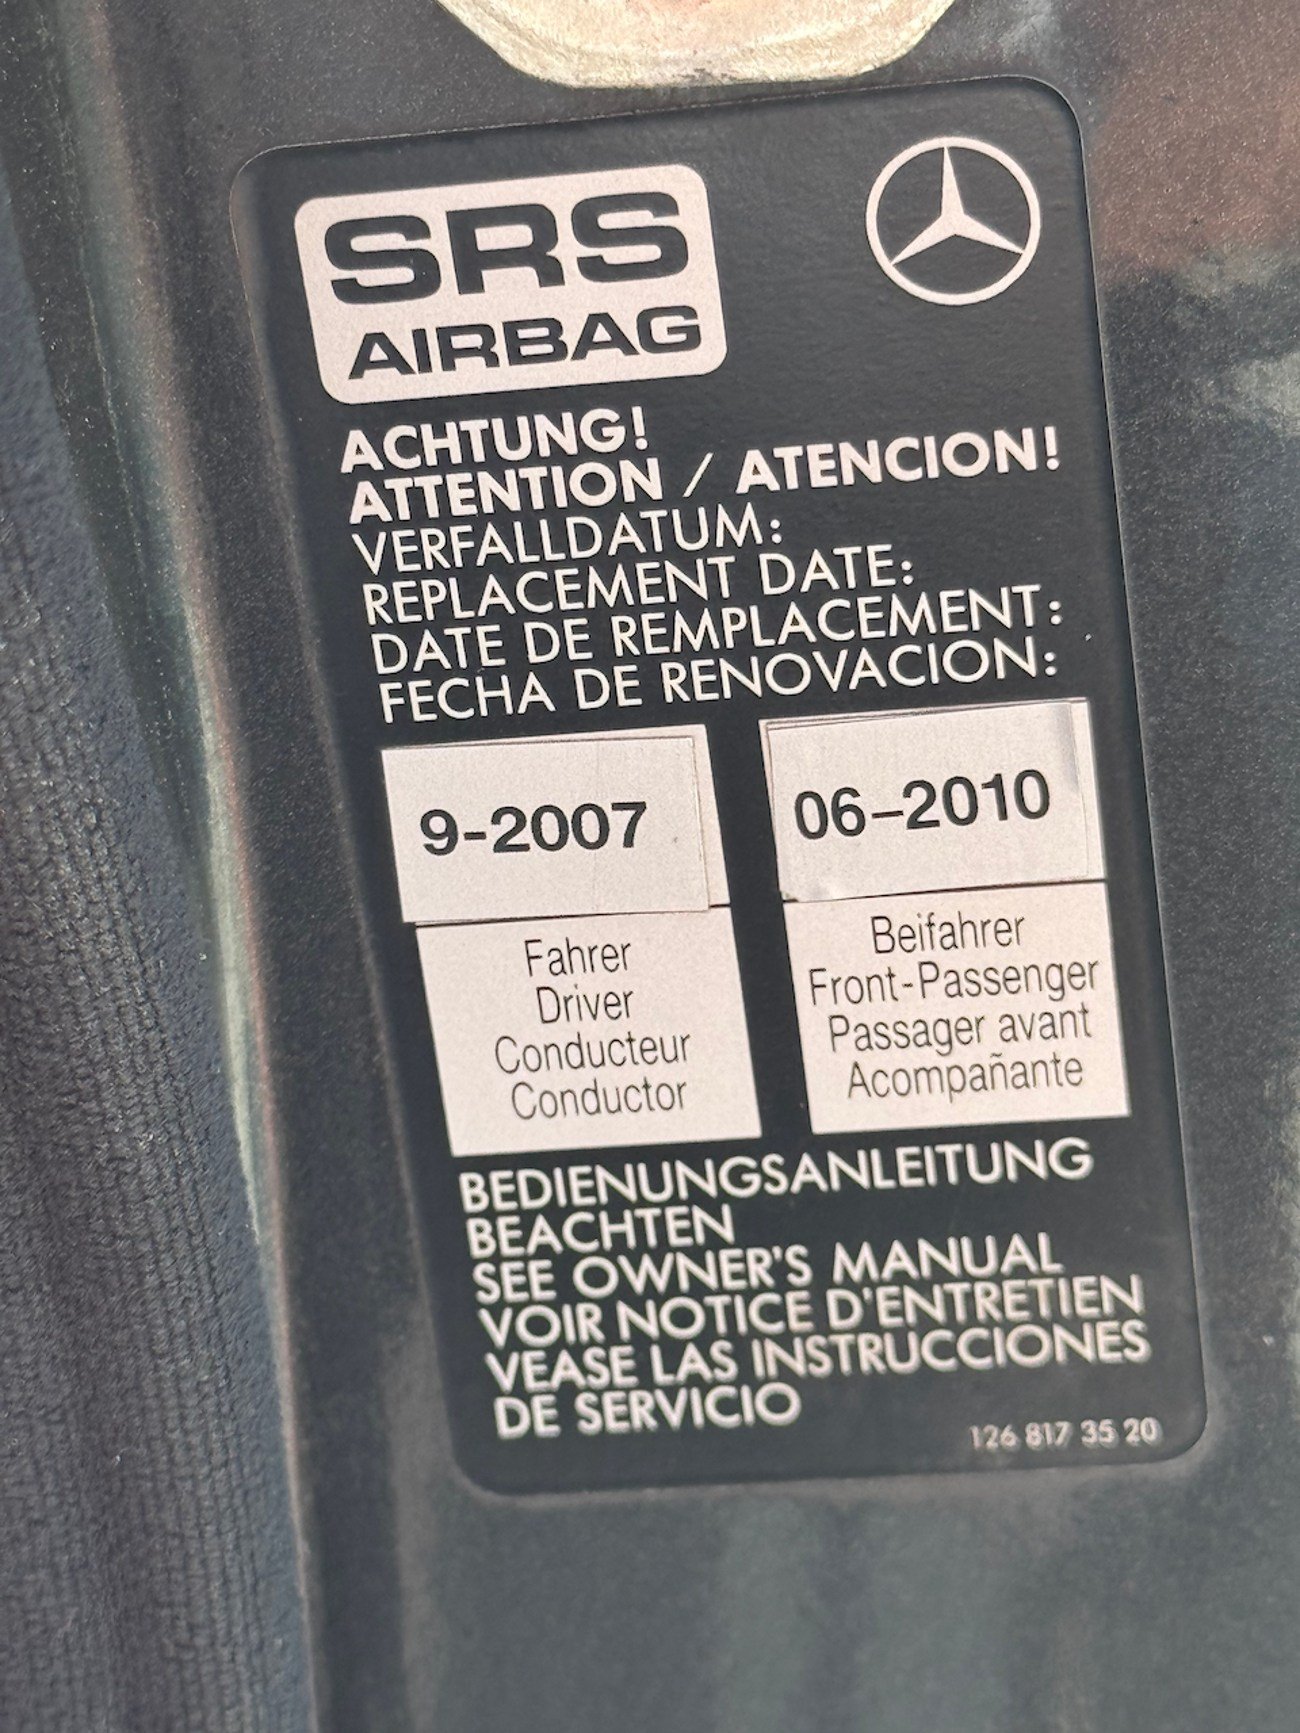 SRS
AIRBAG
ACHTUNG!
ATTENTION / ATENCION!
VERFALLDATUM:
REPLACEMENT DATE:
DATE DE REMPLACEMENT:
FECHA DE RENOVACION:
9-2007
Fahrer
Driver
Conducteur
Conductor
06-2010
Beifahrer
Front-Passenger
Passager avant
Acompañante
BEDIENUNGSANLEITUNG
BEACHTEN
SEE OWNER'S MANUAL
VOIR NOTICE D'ENTRETIEN
VEASE LAS INSTRUCCIONES
DE SERVICIO
126 817 35 20